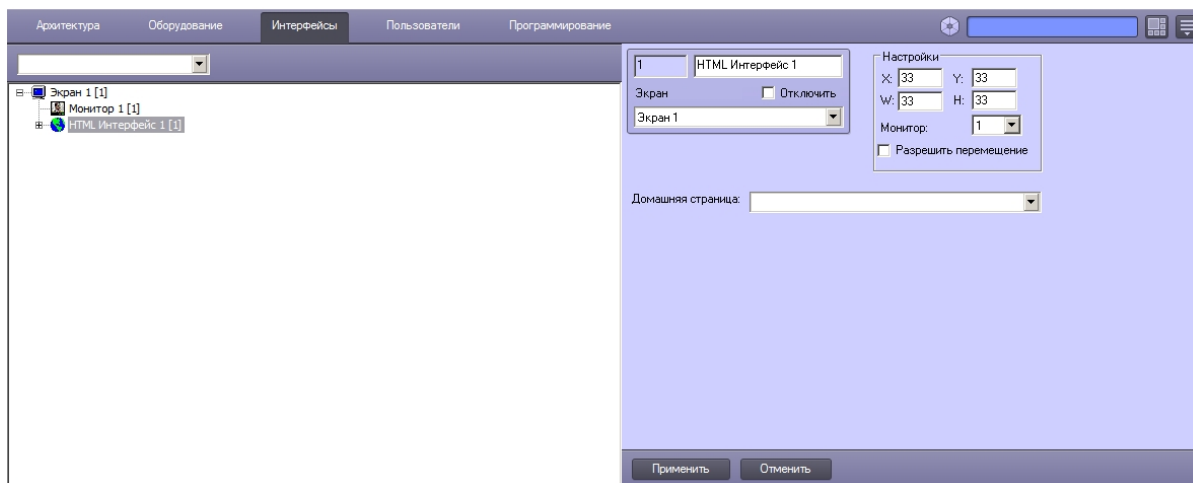 Архитектура Оборудование Интерфейсы Пользователи Программирование
Экран 1 [1]
Монитор 1 [1]
HTML Интерфейс 1 [1]
1 HTML Интерфейс 1
Экран Отключить
Экран 1
Настройки
X: 33 Y: 33
W: 33 H: 33
Монитор: 1
Разрешить перемещение
Домашняя страница:
Применить Отменить